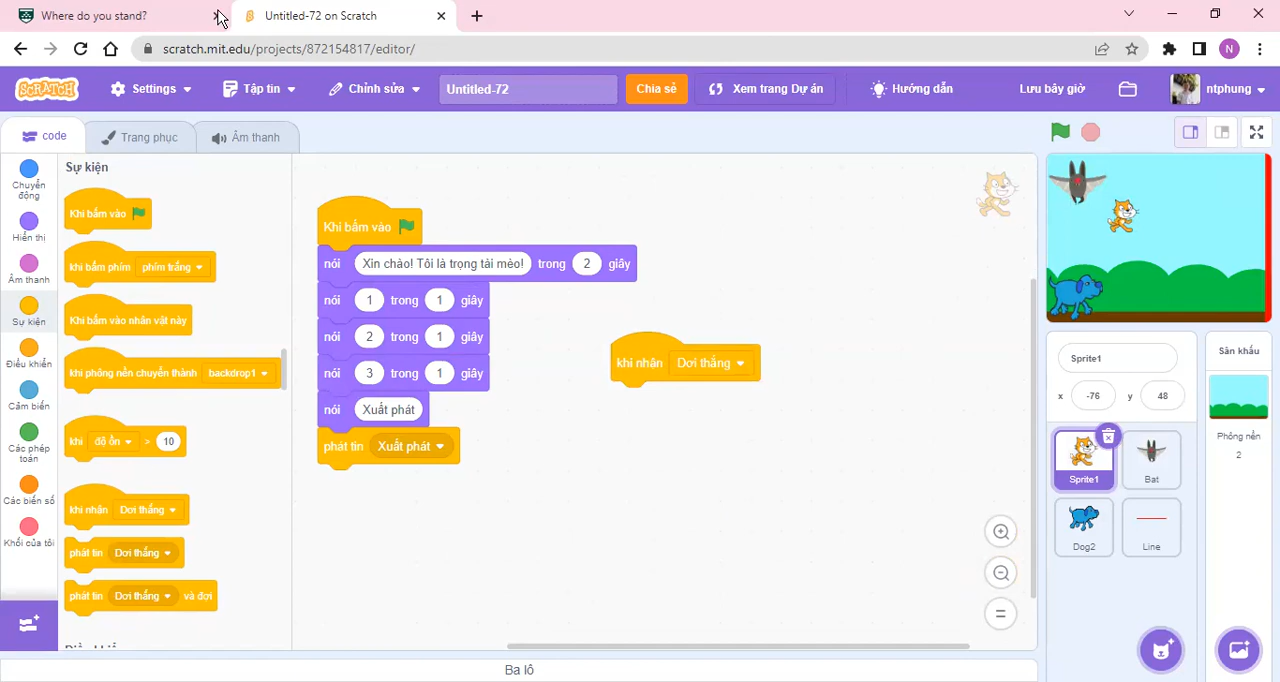 Where do you stand?
Untitled-72 on Scratch
scratch.mit.edu/projects/872154817/editor/
N
SCRATCH
Settings
Tập tin
Chỉnh sửa
Untitled-72
Chia sẻ
Xem trang Dự án
Hướng dẫn
Lưu bây giờ
ntphung
code
Trang phục
Âm thanh
Chuyển động
Hiển thị
Âm thanh
Sự kiện
Điều khiển
Cảm biến
Các phép toán
Các biến số
Khối của tôi
Sự kiện
Khi bấm vào
khi bấm phím phím trắng
Khi bấm vào nhân vật này
khi phông nền chuyển thành backdrop1
khi độ ồn > 10
khi nhận Dơi thắng
phát tin Dơi thắng
phát tin Dơi thắng và đợi
Khi bấm vào
nói Xin chào! Tôi là trọng tài mèo! trong 2 giây
nói 1 trong 1 giây
nói 2 trong 1 giây
nói 3 trong 1 giây
nói Xuất phát
phát tin Xuất phát
khi nhận Dơi thắng
Sprite1
x -76 y 48
Sprite1
Bat
Dog2
Line
Sân khấu
Phông nền
2
Ba lô